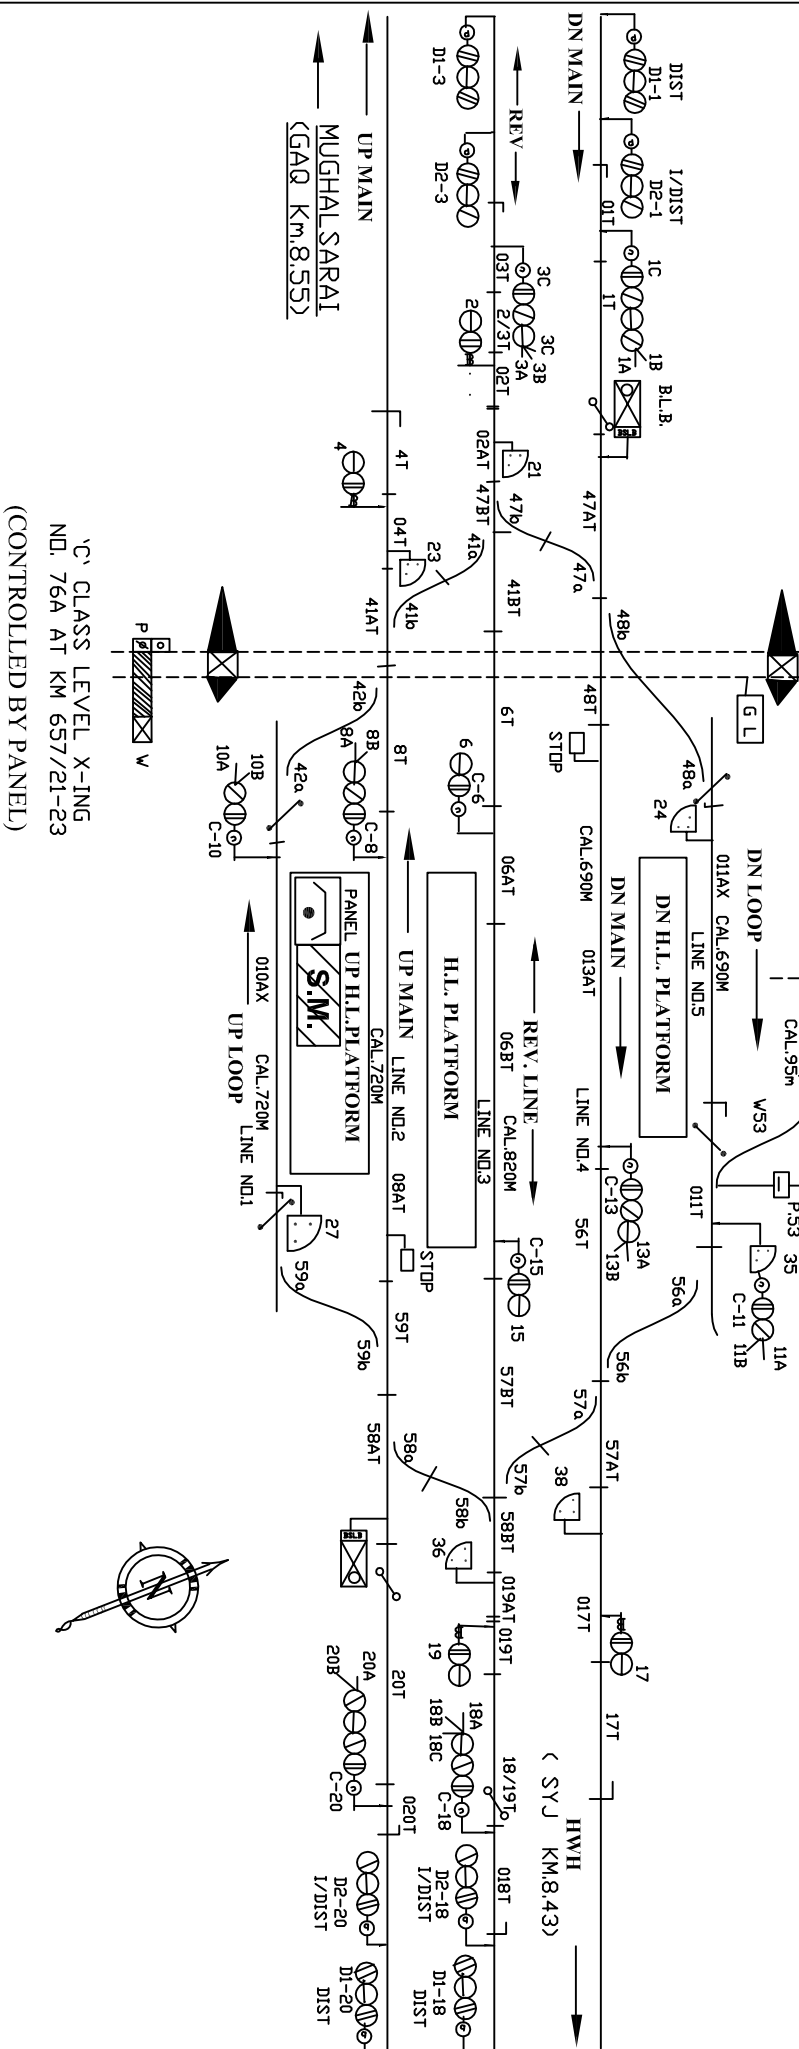 DIST
D1-1
I/DIST
D2-1
01T
1C
1T
1B
1A
B.L.B.
BSLB
DN MAIN
47AT
47a
48b
48T
STOP
G L
48a
24
011AX CAL.690M
DN LOOP
CAL.690M
013AT
DN MAIN
DN H.L. PLATFORM
LINE NO.5
CAL.95m
W53
P.53
011T
35
C-11
11A
11B
LINE NO.4
C-13
13A
13B
56T
56a
56b
57a
57AT
38
017T
17
17T
HWH
( SYJ KM.8.43)
D1-3
REV
D2-3
03T
3C
3C
3B
3A
2/3T
2
02T
21
02AT
47BT
47b
41a
41BT
6T
6
C-6
06AT
H.L. PLATFORM
06BT
REV. LINE
CAL.820M
LINE NO.3
C-15
15
57BT
57b
58b
58BT
36
019AT
019T
19
18A
18B
18C
C-18
18/19T
018T
D2-18
I/DIST
D1-18
DIST
UP MAIN
MUGHALSARAI
(GAQ Km.8.55)
4T
4
04T
23
41b
41AT
42b
42a
8T
8B
8A
C-8
UP MAIN
LINE NO.2
CAL.720M
UP H.L.PLATFORM
PANEL
S.M.
08AT
STOP
59T
59b
59a
58AT
58a
BSLB
20T
20A
20B
C-20
020T
D2-20
I/DIST
D1-20
DIST
10B
10A
C-10
010AX
UP LOOP
CAL.720M
LINE NO.1
27
P
W
'C' CLASS LEVEL X-ING
NO. 76A AT KM 657/21-23
(CONTROLLED BY PANEL)
N